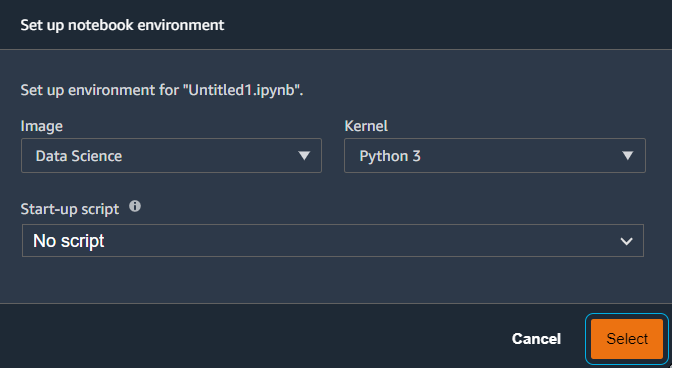 Set up notebook environment
Set up environment for "Untitled1.ipynb".
Image
Kernel
Data Science
Python 3
Start-up script
No script
Cancel
Select